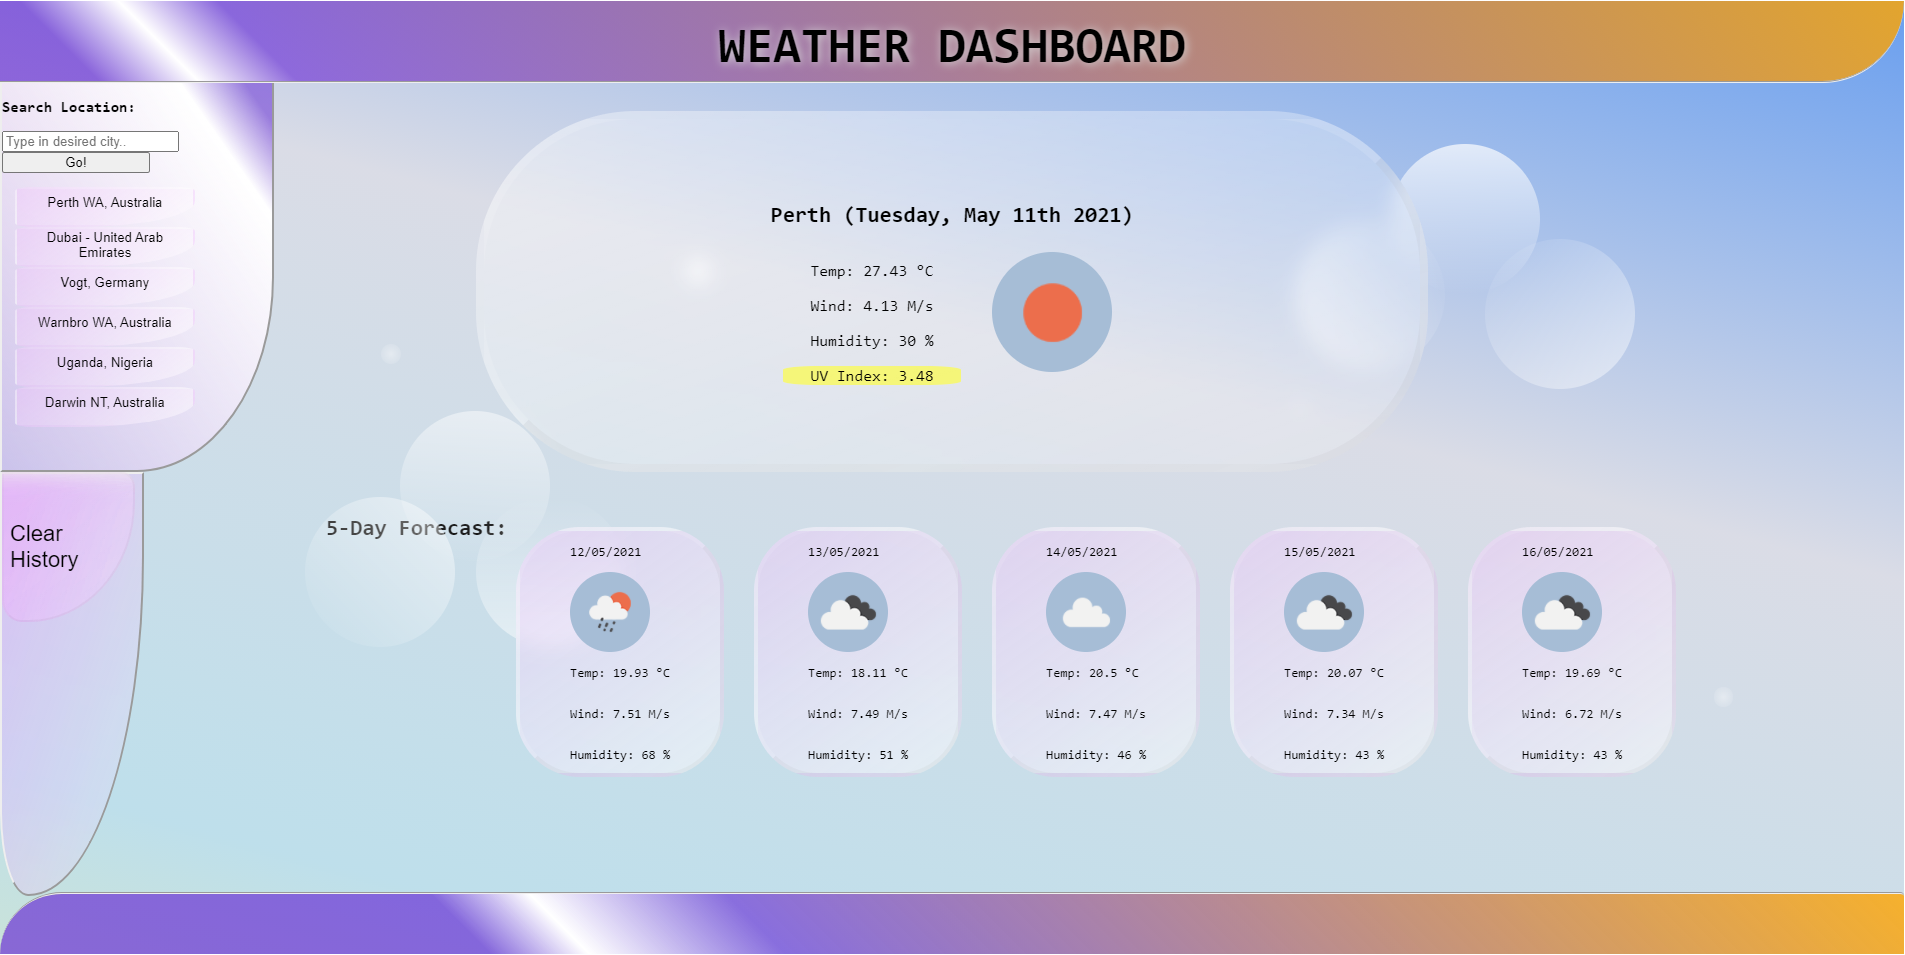 WEATHER DASHBOARD
Search Location:
Type in desired city..
Go!
Perth WA, Australia
Dubai - United Arab
Emirates
Vogt, Germany
Warnbro WA, Australia
Uganda, Nigeria
Darwin NT, Australia
Clear
History
Perth (Tuesday, May 11th 2021)
Temp: 27.43 °C
Wind: 4.13 M/s
Humidity: 30 %
UV Index: 3.48
5-Day Forecast:
12/05/2021
Temp: 19.93 °C
Wind: 7.51 M/s
Humidity: 68 %
13/05/2021
Temp: 18.11 °C
Wind: 7.49 M/s
Humidity: 51 %
14/05/2021
Temp: 20.5 °C
Wind: 7.47 M/s
Humidity: 46 %
15/05/2021
Temp: 20.07 °C
Wind: 7.34 M/s
Humidity: 43 %
16/05/2021
Temp: 19.69 °C
Wind: 6.72 M/s
Humidity: 43 %